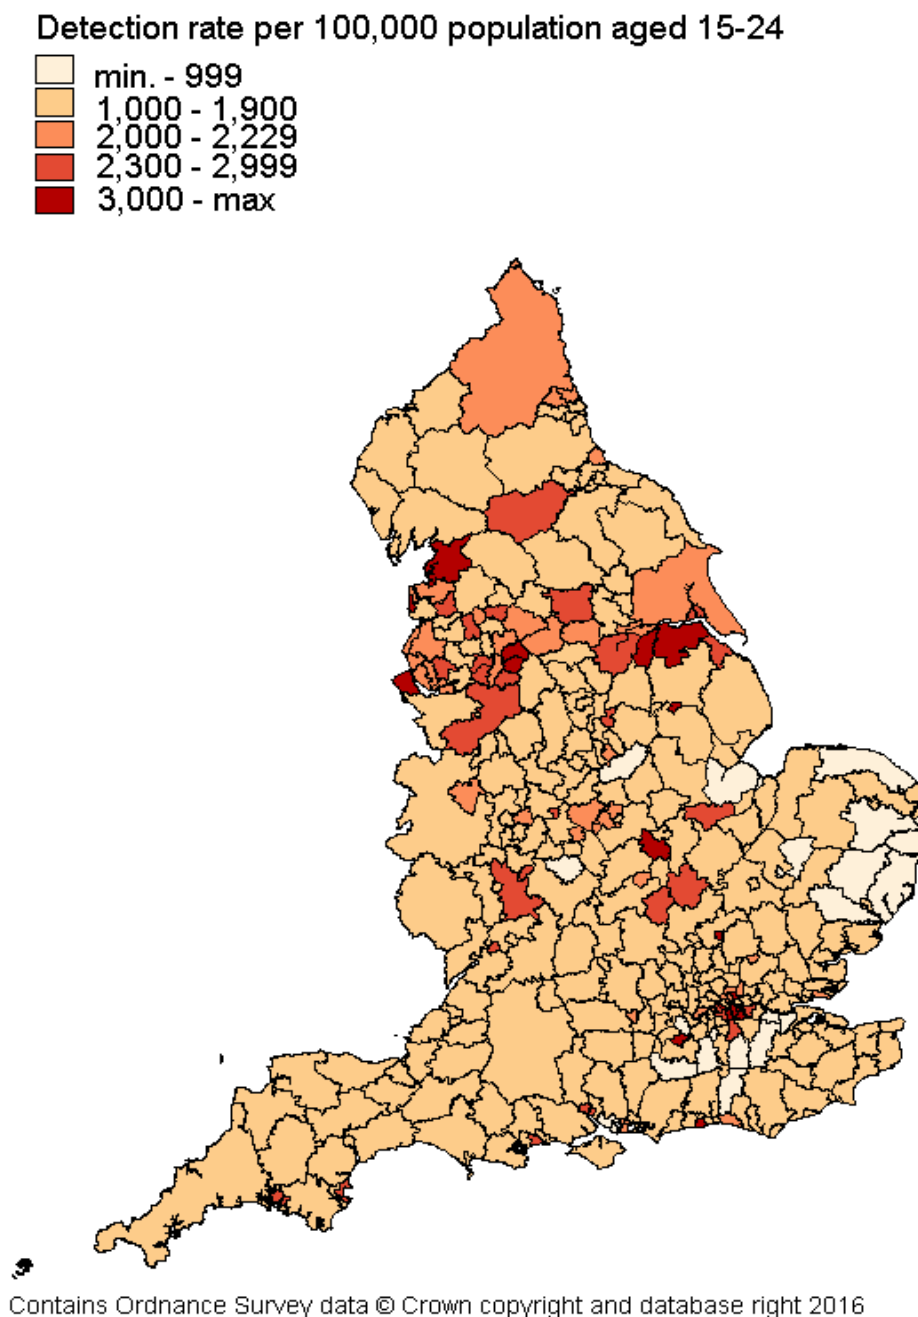 Detection rate per 100,000 population aged 15-24
min. - 999
1,000 - 1,900
2,000 - 2,229
2,300 - 2,999
3,000 - max
Contains Ordnance Survey data © Crown copyright and database right 2016